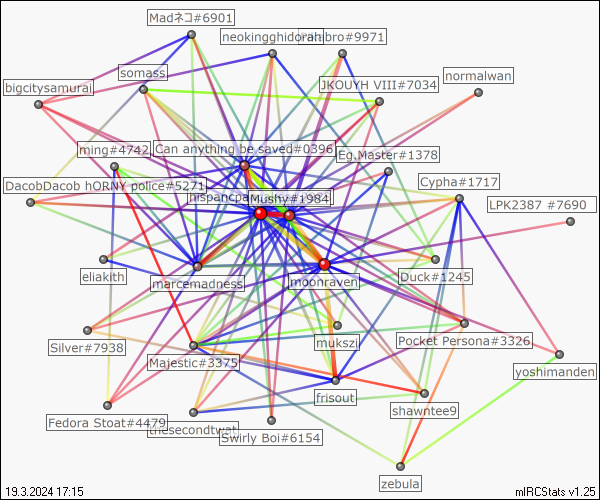 Madネコ#6901
neokingghidorah
bro#9971
somass
JKOUYH VIII#7034
normalwan
bigcitysamurai
ming#4742
Can anything be saved#0396
Eg.Master#1378
DacobDacob hORNY police#5271
Mushy#1984
Cypha#1717
LPK2387 #7690
eliakith
marcemadness
moonraven
Duck#1245
Silver#7938
Majestic#3375
mukszi
Pocket Persona#3326
yoshimanden
frisout
shawntee9
Fedora Stoat#4479
thesecondtwat
Swirly Boi#6154
zebula
19.3.2024 17:15
mIRCStats v1.25